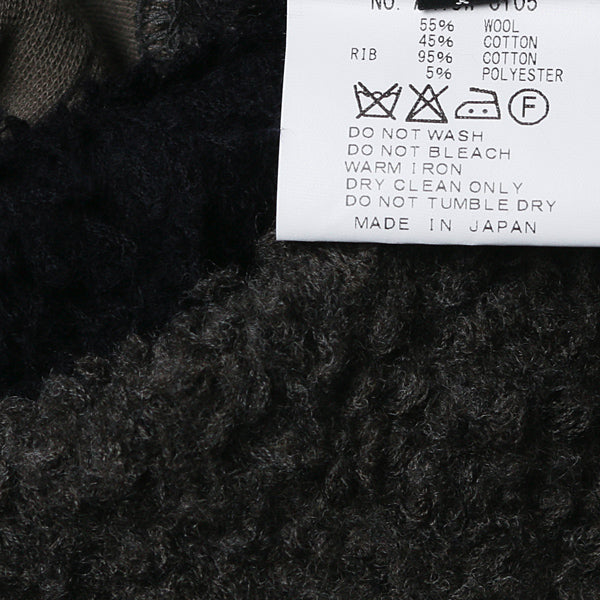 NO.
55% WOOL
45% COTTON
RIB 95% COTTON
5% POLYESTER
F
DO NOT WASH
DO NOT BLEACH
WARM IRON
DRY CLEAN ONLY
DO NOT TUMBLE DRY
MADE IN JAPAN